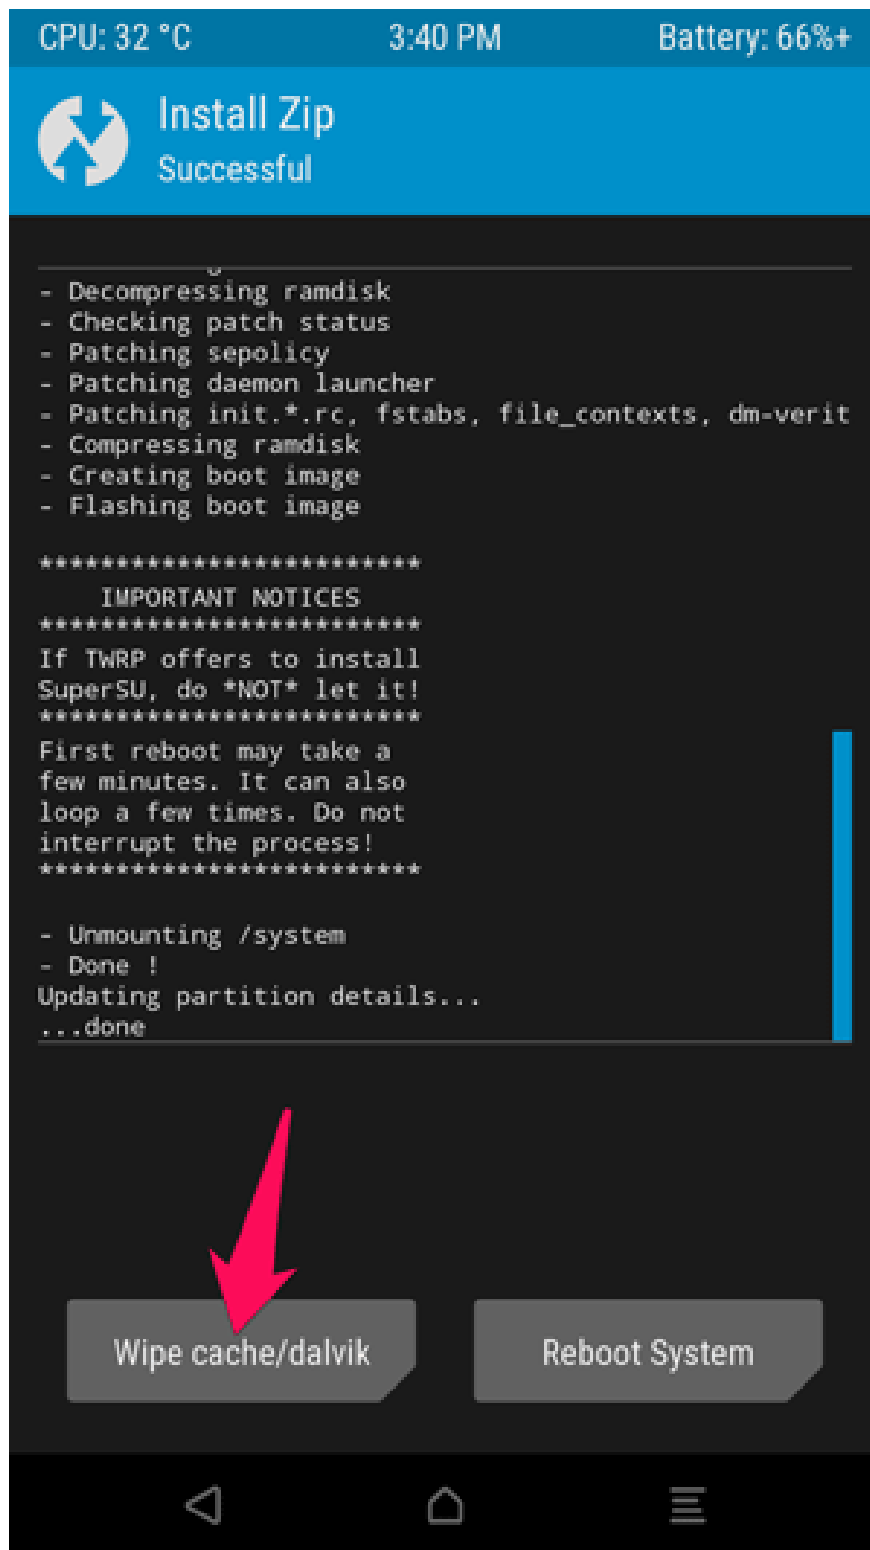 CPU: 32 °C 3:40 PM Battery: 66%+
Install Zip
Successful
- Decompressing ramdisk
- Checking patch status
- Patching sepolicy
- Patching daemon launcher
- Patching init.*.rc, fstabs, file_contexts, dm-verit
- Compressing ramdisk
- Creating boot image
- Flashing boot image
*************************
IMPORTANT NOTICES
*************************
If TWRP offers to install
SuperSU, do *NOT* let it!
*************************
First reboot may take a
few minutes. It can also
loop a few times. Do not
interrupt the process!
*************************
- Unmounting /system
- Done !
Updating partition details...
...done
Wipe cache/dalvik Reboot System